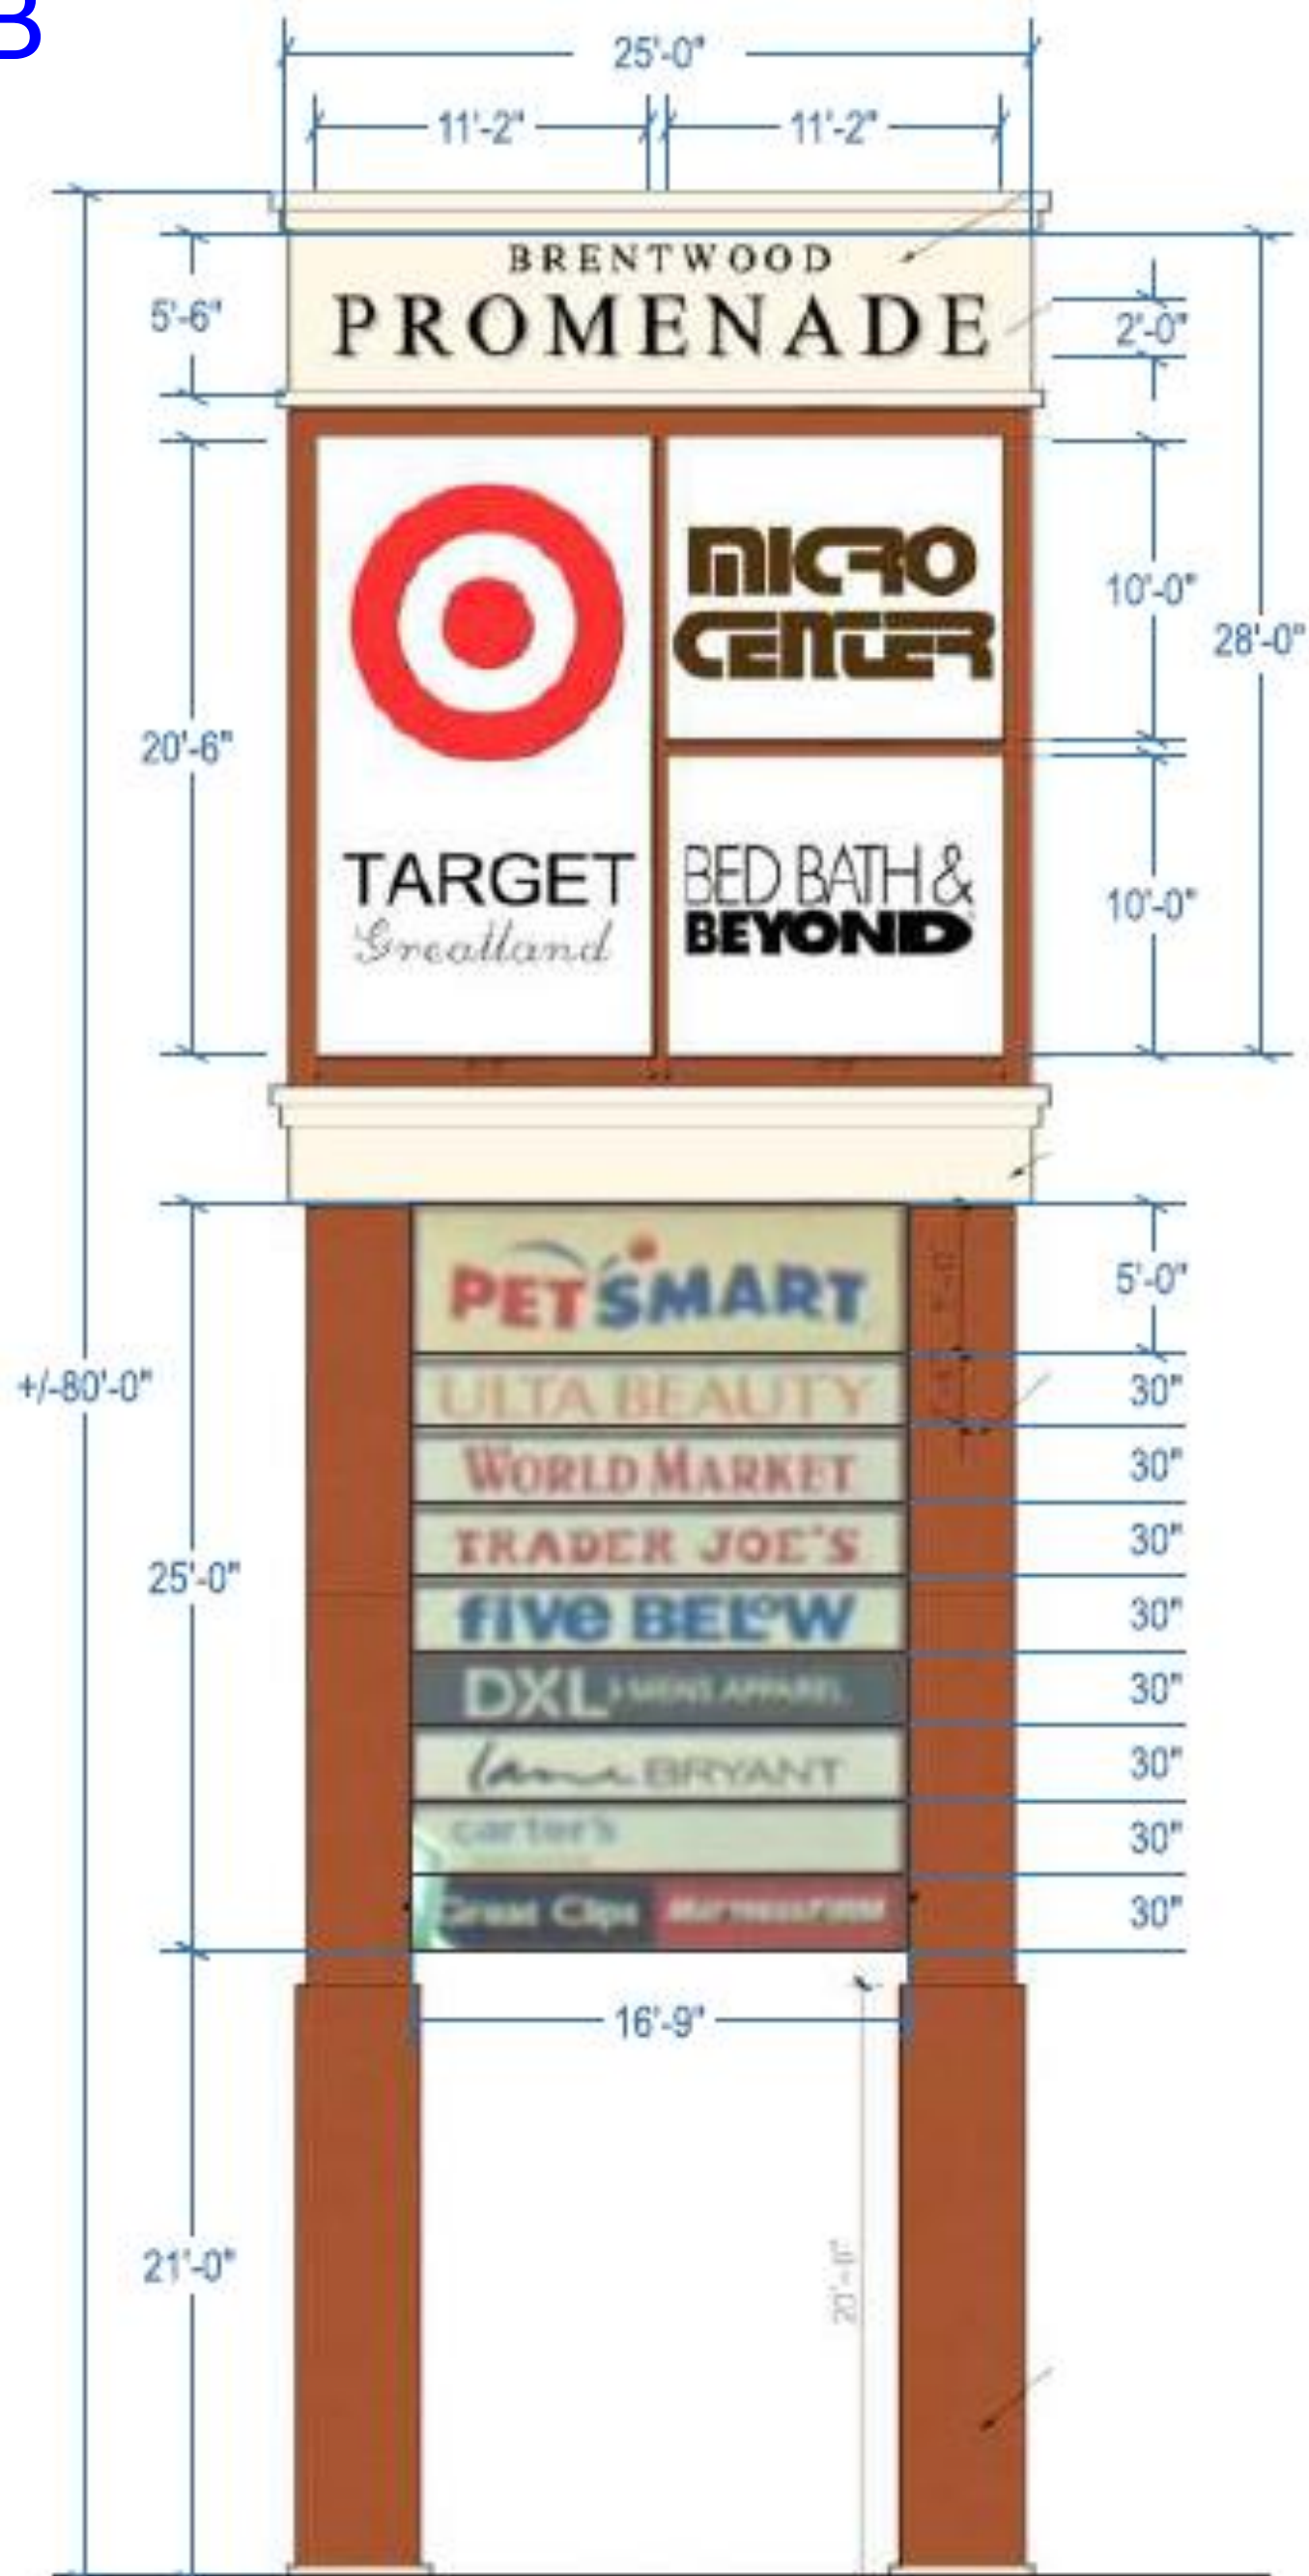 B
25'-0"
11'-2" 11'-2"
BRENTWOOD
PROMENADE
5'-6"
2'-0"
MICRO
CENTER
10'-0"
28'-0"
20'-6"
TARGET
Greatland
BED BATH &
BEYOND
10'-0"
PETSMART
5'-0"
+/-80'-0"
ULTA BEAUTY
30"
WORLD MARKET
30"
TRADER JOE'S
30"
25'-0"
five BELOW
30"
DXL MENS APPAREL
30"
lane BRYANT
30"
carter's
30"
Great Clips
30"
16'-9"
21'-0"